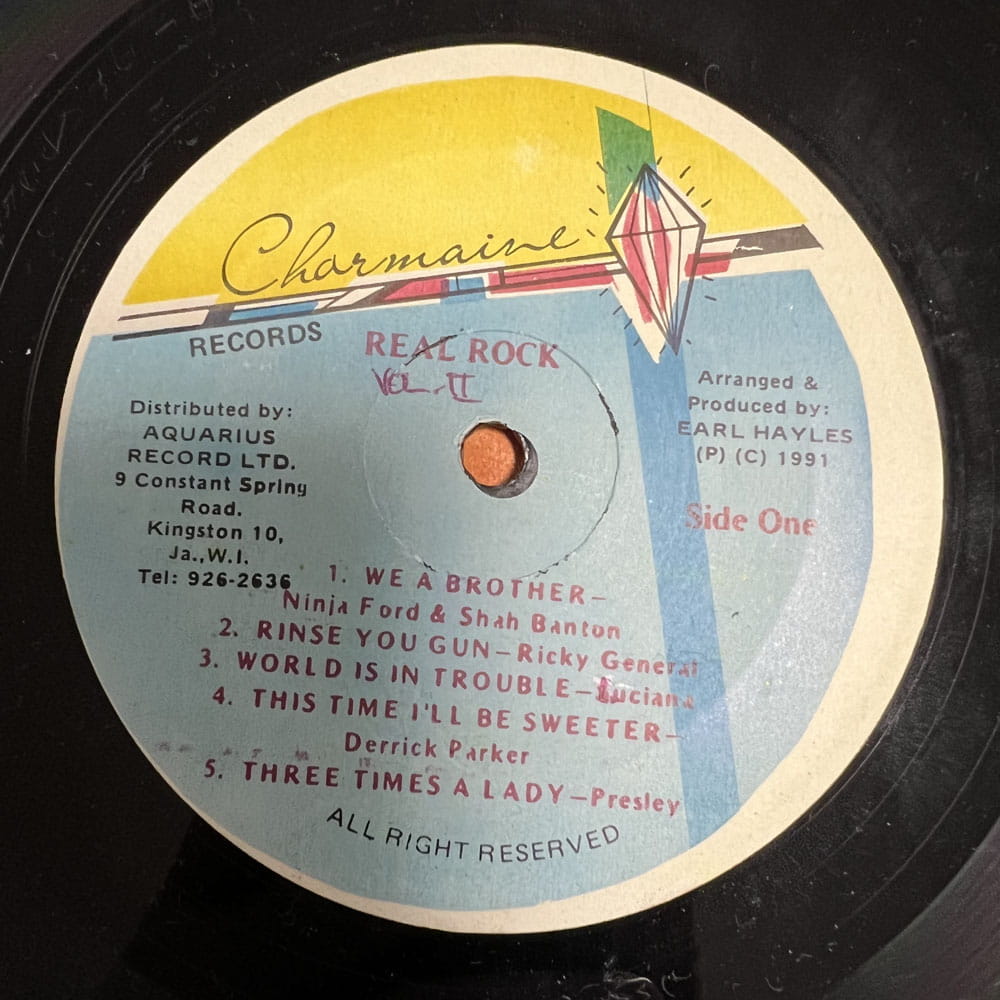 Charmaine
RECORDS
REAL ROCK
VOL. II
Distributed by:
AQUARIUS
RECORD LTD.
9 Constant Spring
Road.
Kingston 10,
Ja.,W.I.
Tel: 926-2636
Arranged &
Produced by:
EARL HAYLES
(P) (C) 1991
Side One
1. WE A BROTHER–
Ninja Ford & Shah Banton
2. RINSE YOU GUN–Ricky General
3. WORLD IS IN TROUBLE–Luciana
4. THIS TIME I'LL BE SWEETER–
Derrick Parker
5. THREE TIMES A LADY–Presley
ALL RIGHT RESERVED